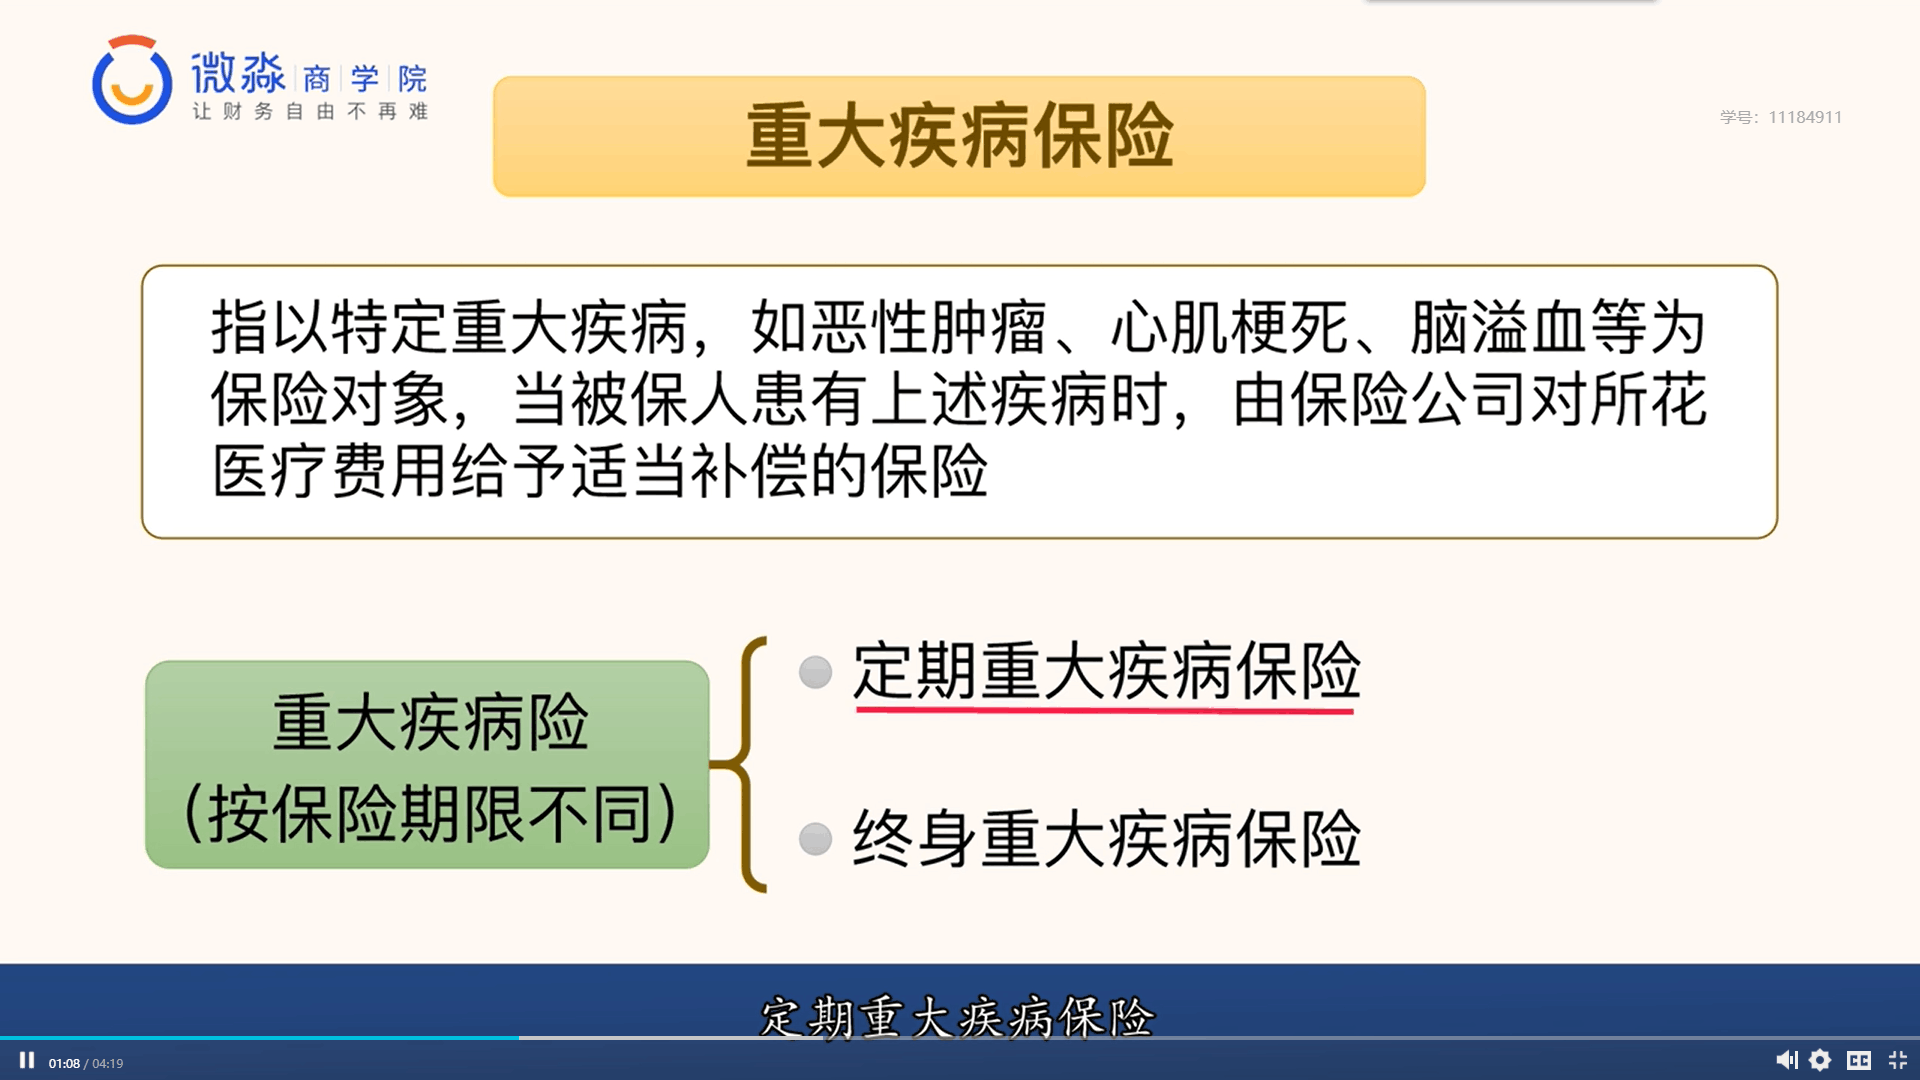 微淼商学院
让财务自由不再难
重大疾病保险
学号：11184911
指以特定重大疾病，如恶性肿瘤、心肌梗死、脑溢血等为
保险对象，当被保人患有上述疾病时，由保险公司对所花
医疗费用给予适当补偿的保险
重大疾病险
（按保险期限不同）
定期重大疾病保险
终身重大疾病保险
定期重大疾病保险
01:08 / 04:19
CC